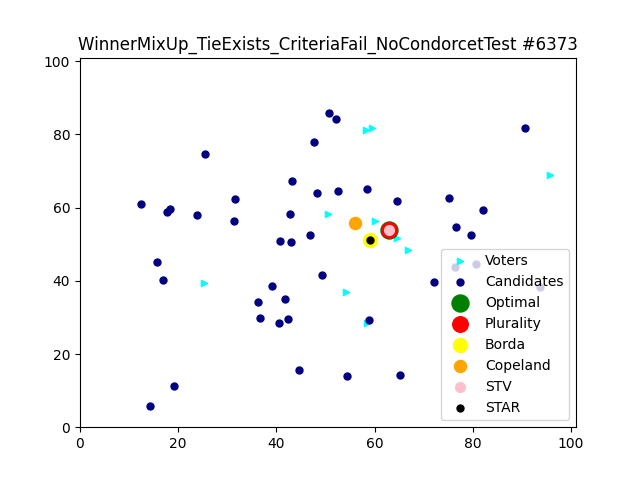 WinnerMixUp_TieExists_CriteriaFail_NoCondorcetTest #6373
100
80
60
40
20
0
0 20 40 60 80 100
Voters
Candidates
Optimal
Plurality
Borda
Copeland
STV
STAR